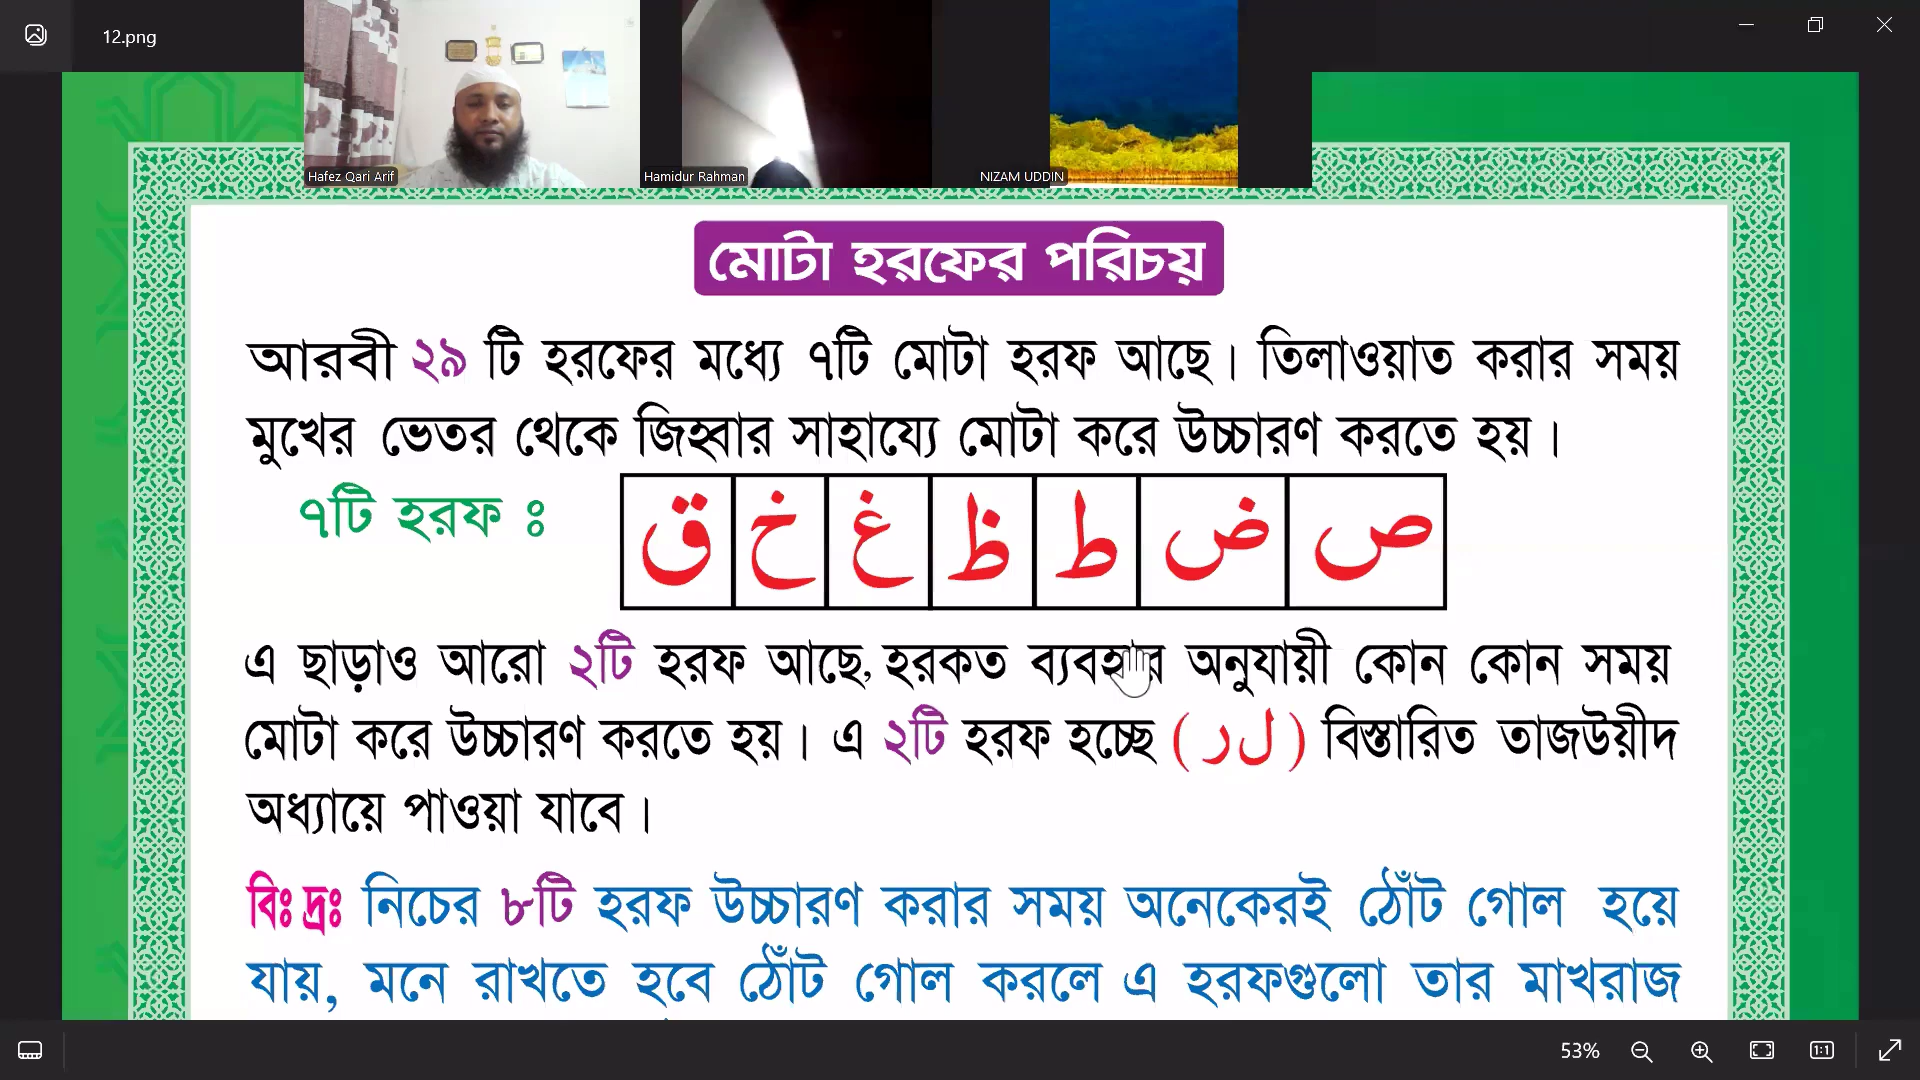 12.png
Hafez Qari Arif
Hamidur Rahman
NIZAM UDDIN
মোটা হরফের পরিচয়
আরবী ২৯ টি হরফের মধ্যে ৭টি মোটা হরফ আছে। তিলাওয়াত করার সময়
মুখের ভেতর থেকে জিহ্বার সাহায্যে মোটা করে উচ্চারণ করতে হয়।
৭টি হরফ ঃ
ص ض ط ظ غ خ ق
এ ছাড়াও আরো ২টি হরফ আছে, হরকত ব্যবহার অনুযায়ী কোন কোন সময়
মোটা করে উচ্চারণ করতে হয়। এ ২টি হরফ হচ্ছে (ل ر) বিস্তারিত তাজউয়ীদ
অধ্যায়ে পাওয়া যাবে।
বিঃ দ্রঃ নিচের ৮টি হরফ উচ্চারণ করার সময় অনেকেরই ঠোঁট গোল হয়ে
যায়, মনে রাখতে হবে ঠোঁট গোল করলে এ হরফগুলো তার মাখরাজ
53%
1:1